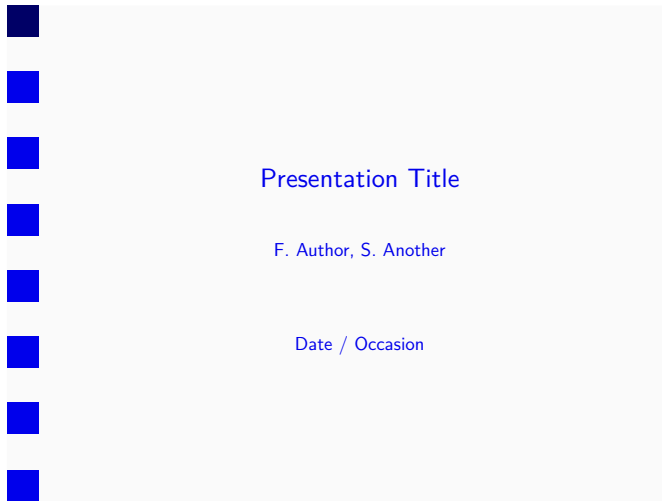 Presentation Title
F. Author, S. Another
Date / Occasion